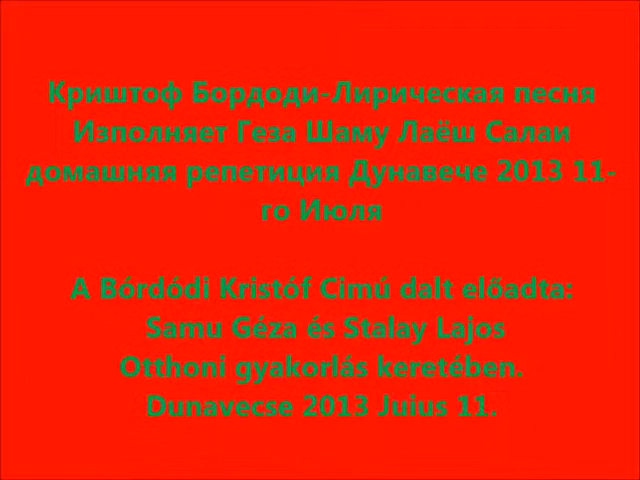 Криштоф Бордоди-Лирическая песня
Изполняет Геза Шаму Лаёш Салаи
домашняя репетиция Дунавече 2013 11-
го Июля
A Bórdódi Kristóf Cimú dalt előadta:
Samu Géza és Stalay Lajos
Otthoni gyakorlás keretében.
Dunavecse 2013 Juius 11.